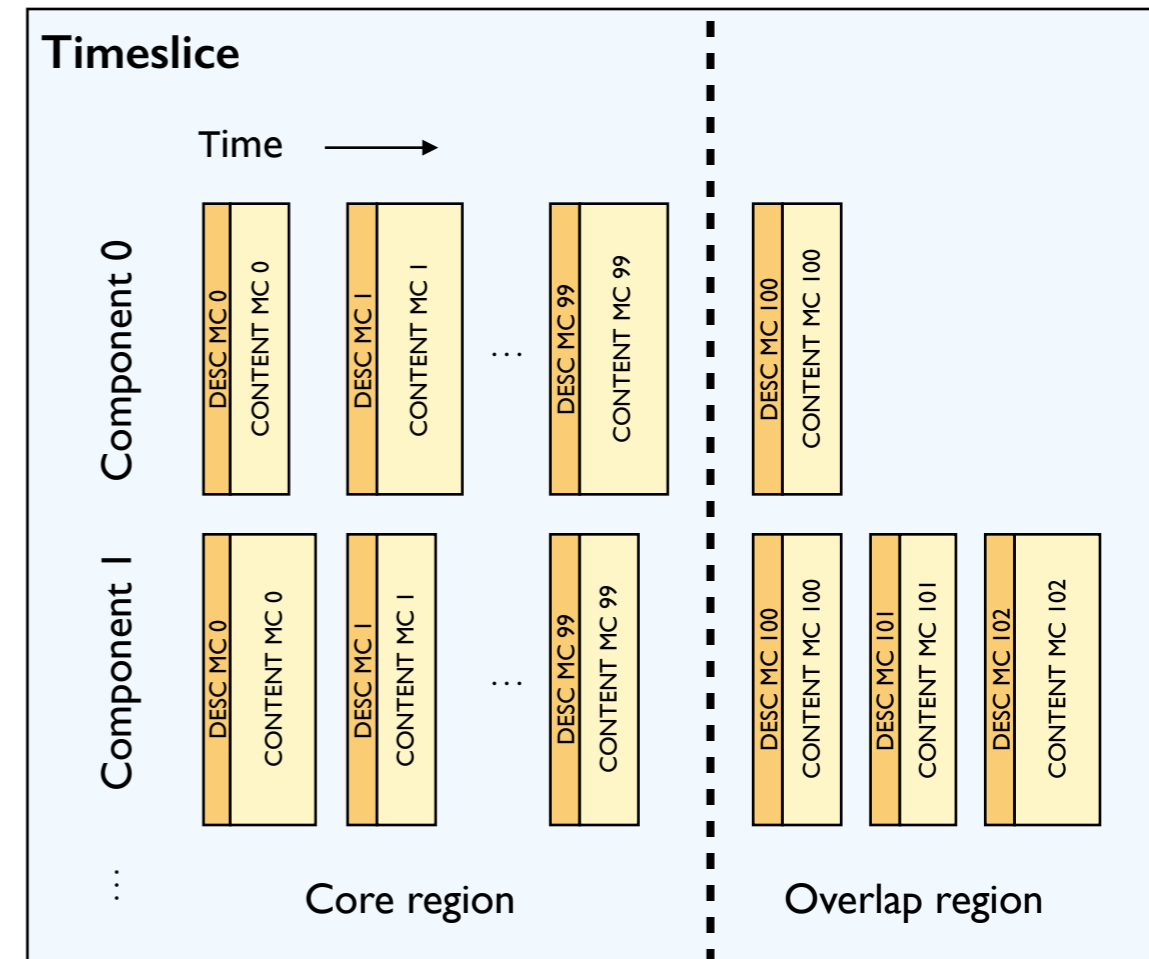 Timeslice
Time
Component 0
DESC MC 0
CONTENT MC 0
DESC MC 1
CONTENT MC 1
...
DESC MC 99
CONTENT MC 99
DESC MC 100
CONTENT MC 100
Component 1
DESC MC 0
CONTENT MC 0
DESC MC 1
CONTENT MC 1
...
DESC MC 99
CONTENT MC 99
DESC MC 100
CONTENT MC 100
DESC MC 101
CONTENT MC 101
DESC MC 102
CONTENT MC 102
...
Core region
Overlap region